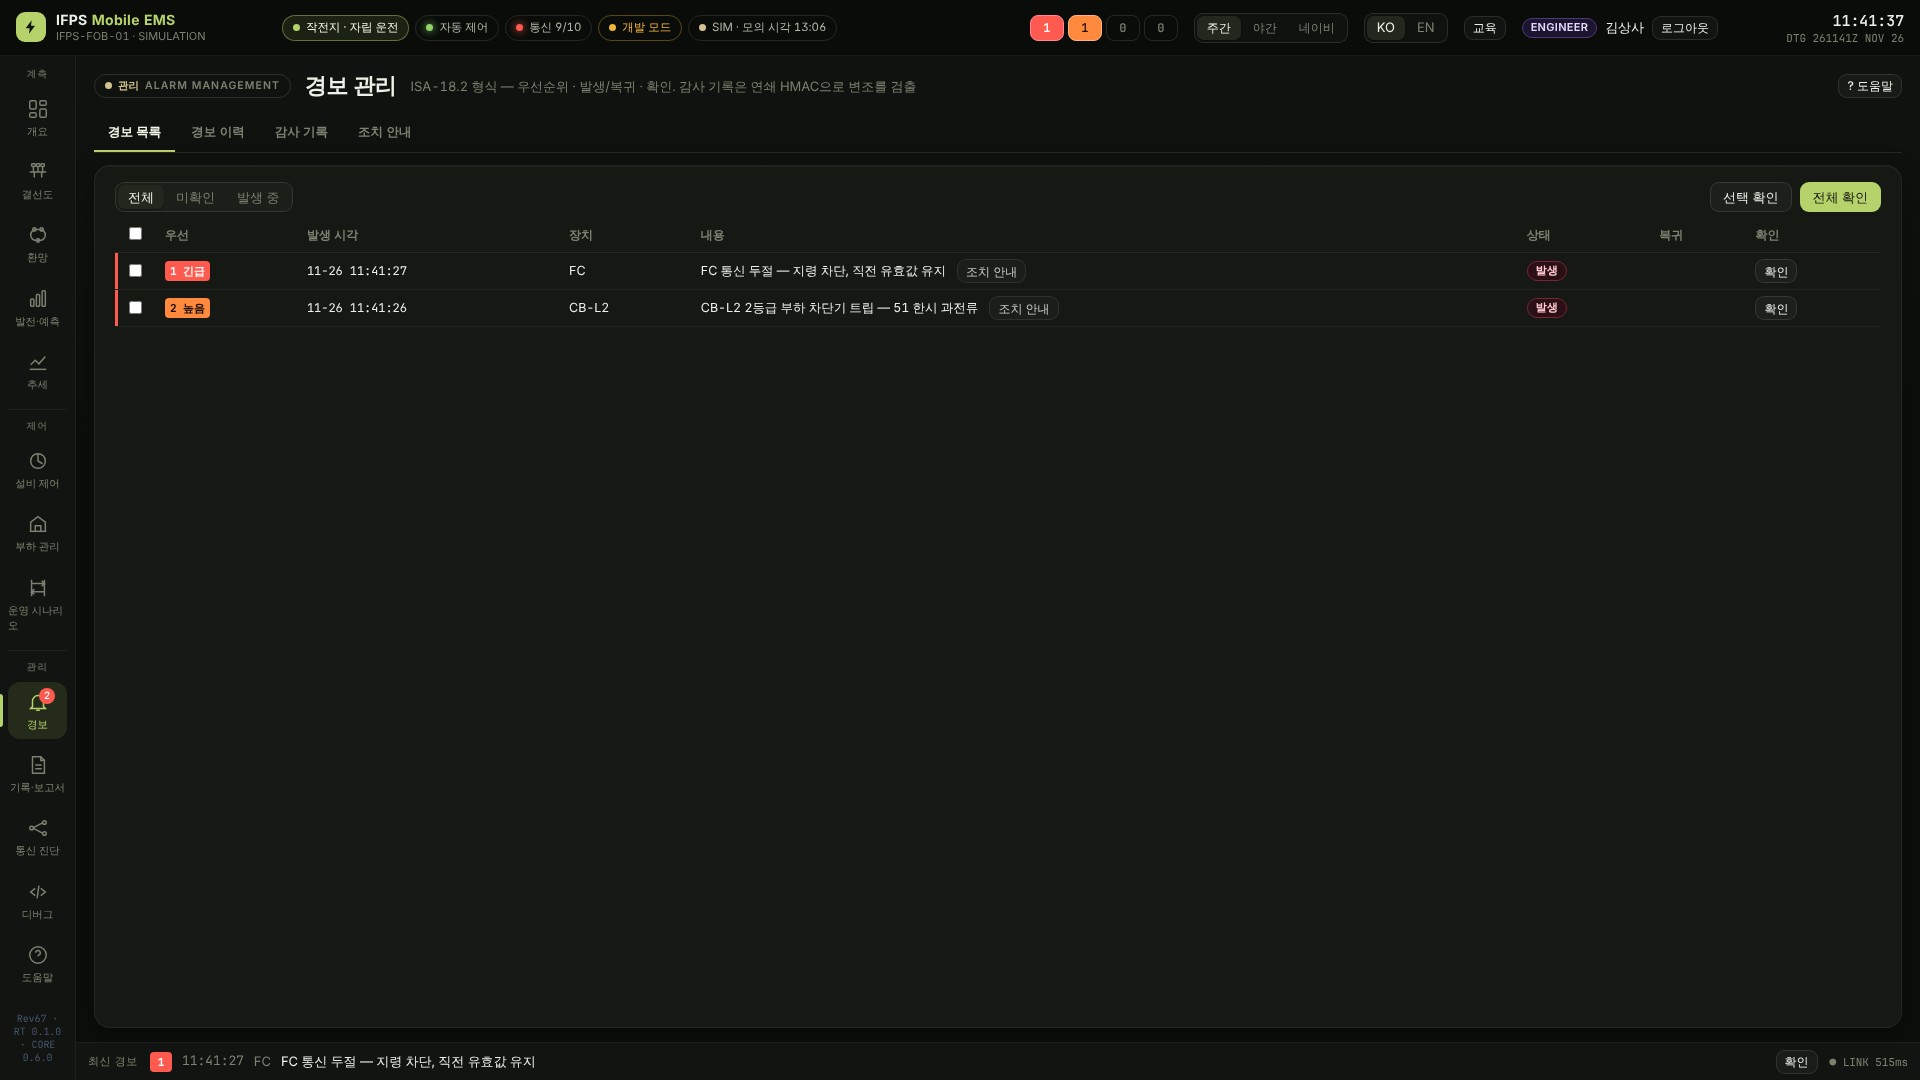 IFPS Mobile EMS
IFPS-FOB-01 · SIMULATION
작전지 · 자립 운전
자동 제어
통신 9/10
개발 모드
SIM · 모의 시각 13:06
1 1 0 0
주간 야간 네이비
KO EN
교육
ENGINEER 김상사 로그아웃
11:41:37
DTG 261141Z NOV 26
계측
개요
결선도
환망
발전·예측
추세
제어
설비 제어
부하 관리
운영 시나리
오
관리
2
경보
기록·보고서
통신 진단
디버그
도움말
Rev67 ·
RT 0.1.0
· CORE
0.6.0
관리 ALARM MANAGEMENT
경보 관리
ISA-18.2 형식 — 우선순위 · 발생/복귀 · 확인. 감사 기록은 연쇄 HMAC으로 변조를 검출
? 도움말
경보 목록 경보 이력 감사 기록 조치 안내
전체 미확인 발생 중
선택 확인 전체 확인
우선 발생 시각 장치 내용 상태 복귀 확인
1 긴급 11-26 11:41:27 FC FC 통신 두절 — 지령 차단, 직전 유효값 유지 조치 안내 발생 확인
2 높음 11-26 11:41:26 CB-L2 CB-L2 2등급 부하 차단기 트립 — 51 한시 과전류 조치 안내 발생 확인
최신 경보 1 11:41:27 FC FC 통신 두절 — 지령 차단, 직전 유효값 유지 확인 LINK 515ms